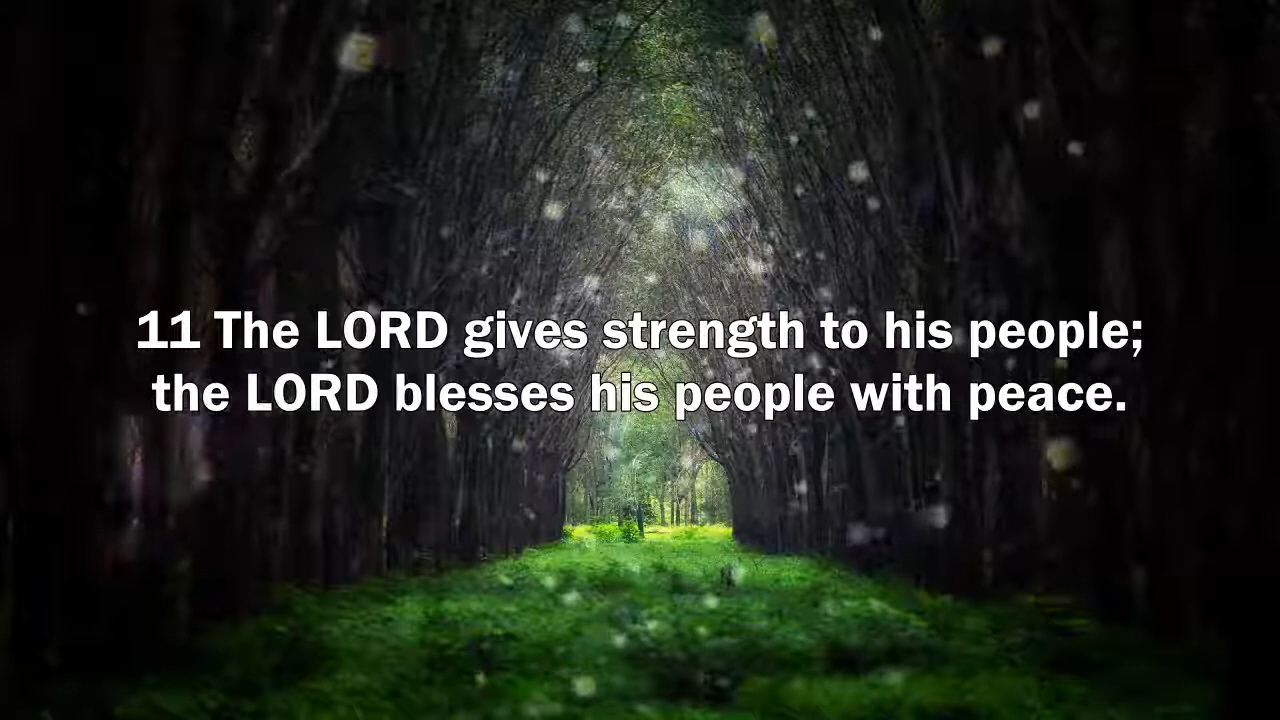 11 The LORD gives strength to his people;
the LORD blesses his people with peace.